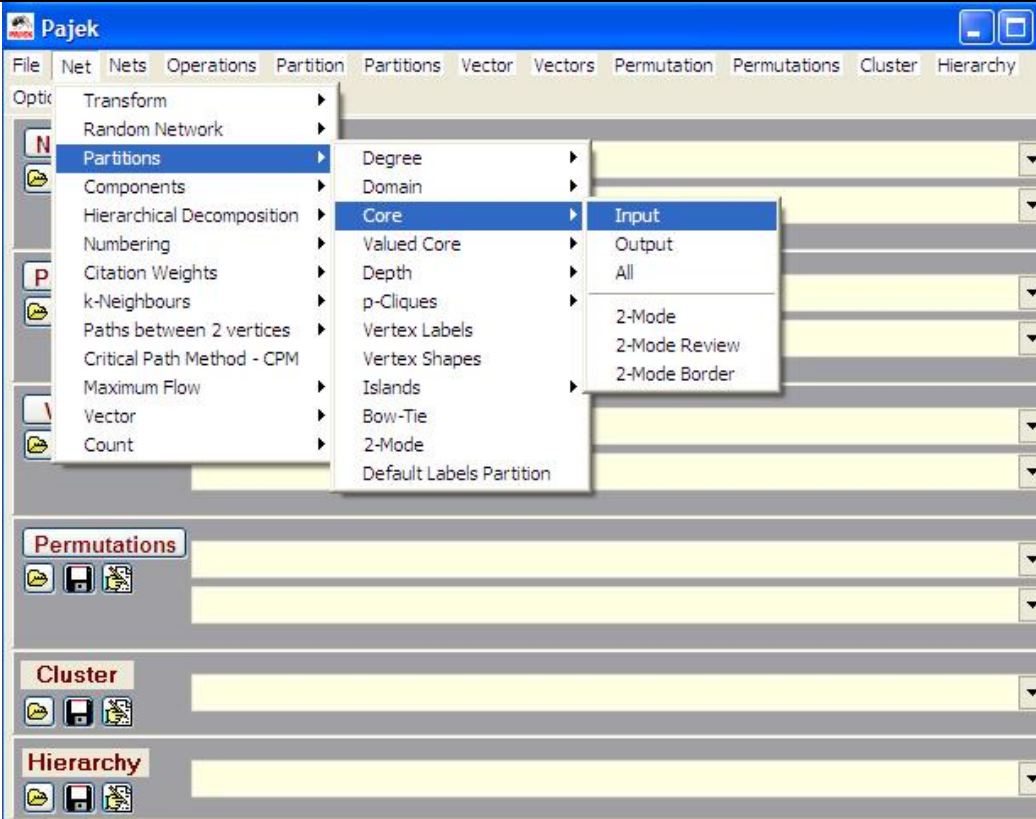 Pajek
File Net Nets Operations Partition Partitions Vector Vectors Permutation Permutations Cluster Hierarchy
Transform
Random Network
Partitions
Components
Hierarchical Decomposition
Numbering
Citation Weights
k-Neighbours
Paths between 2 vertices
Critical Path Method - CPM
Maximum Flow
Vector
Count
Degree
Domain
Core
Valued Core
Depth
p-Cliques
Vertex Labels
Vertex Shapes
Islands
Bow-Tie
2-Mode
Default Labels Partition
Input
Output
All
2-Mode
2-Mode Review
2-Mode Border
Permutations
Cluster
Hierarchy